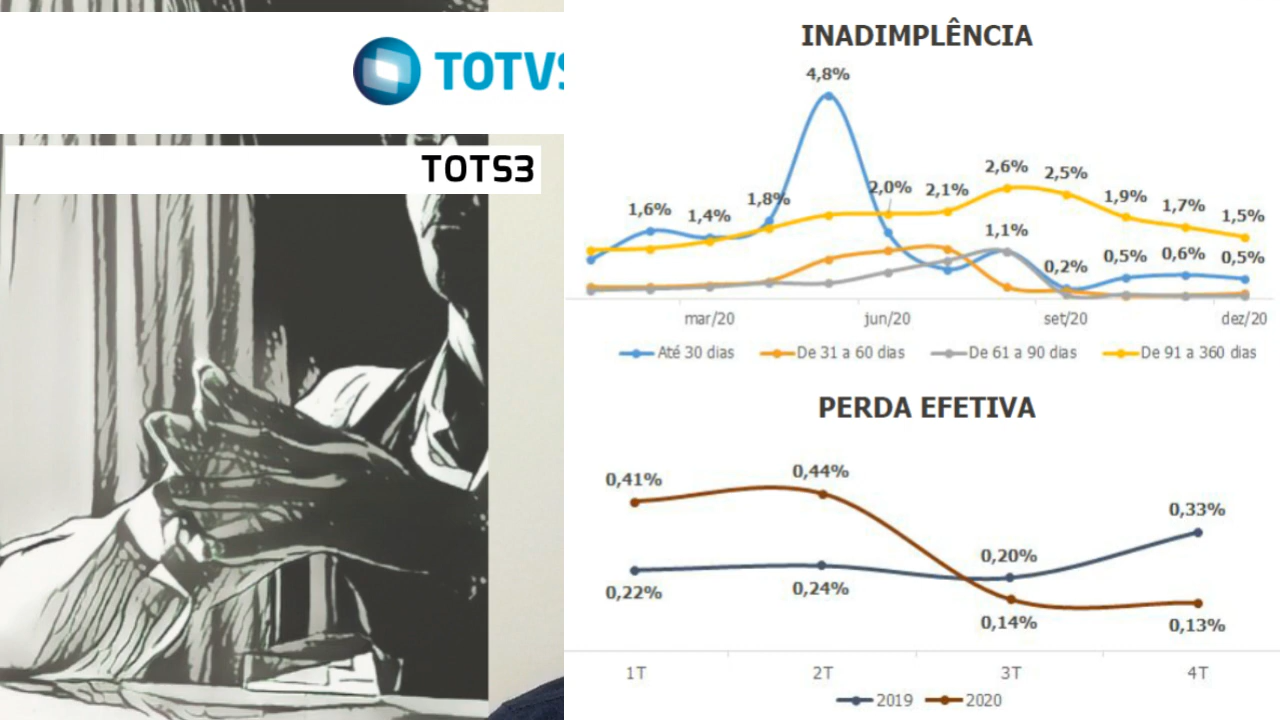 TOTVS
TOTS3
INADIMPLÊNCIA
4,8%
1,6%
1,4%
1,8%
2,0%
2,1%
2,6%
2,5%
1,9%
1,7%
1,5%
1,1%
0,2%
0,5%
0,6%
0,5%
mar/20
jun/20
set/20
dez/20
Até 30 dias
De 31 a 60 dias
De 61 a 90 dias
De 91 a 360 dias
PERDA EFETIVA
0,41%
0,44%
0,33%
0,20%
0,22%
0,24%
0,14%
0,13%
1T
2T
3T
4T
2019
2020